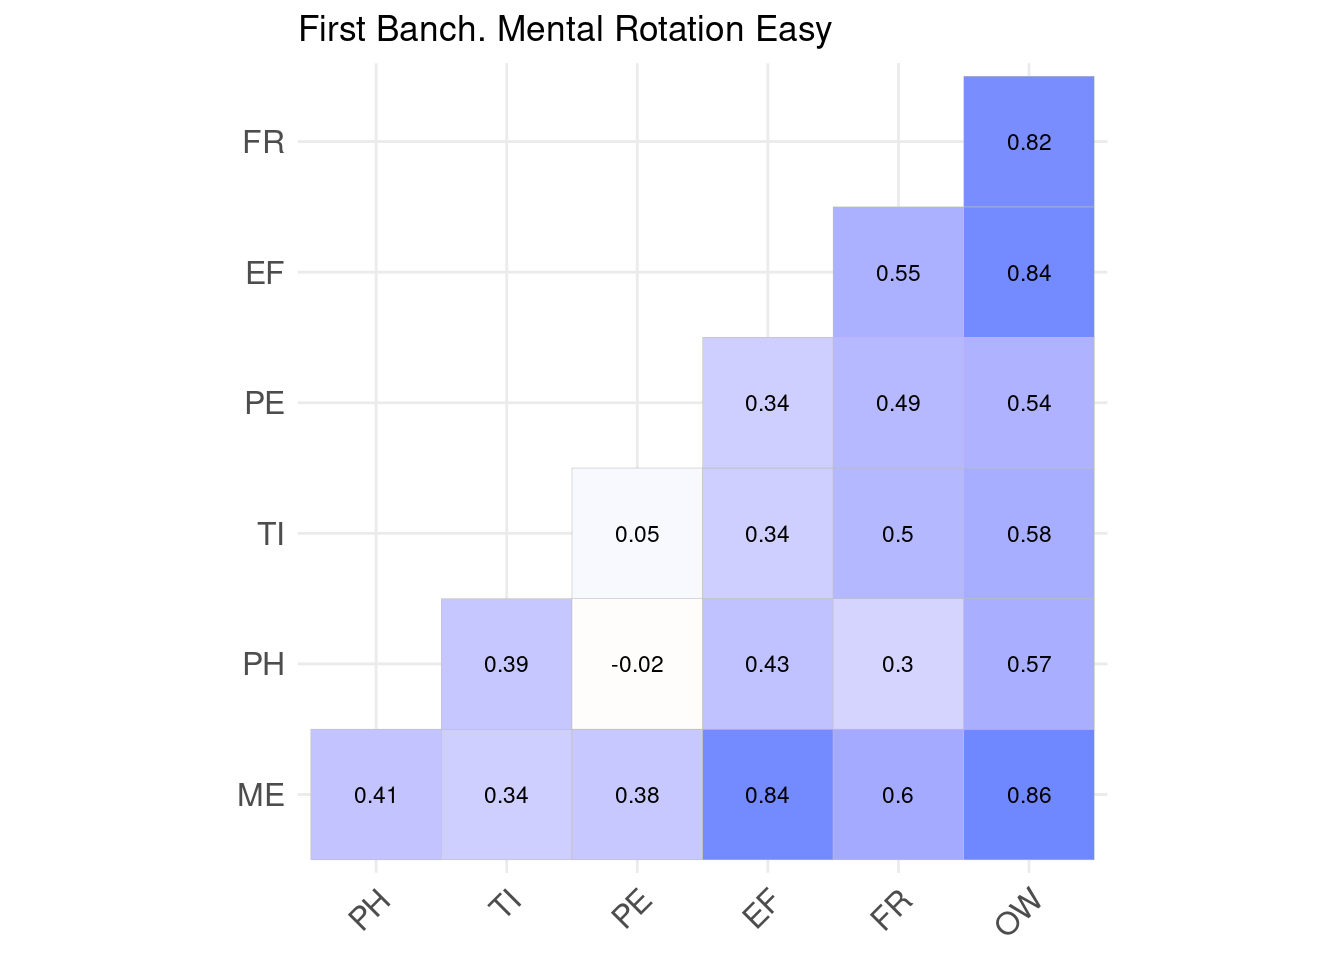 First Banch. Mental Rotation Easy
FR 0.82
EF 0.55 0.84
PE 0.34 0.49 0.54
TI 0.05 0.34 0.5 0.58
PH 0.39 -0.02 0.43 0.3 0.57
ME 0.41 0.34 0.38 0.84 0.6 0.86
PH TI PE EF FR OW